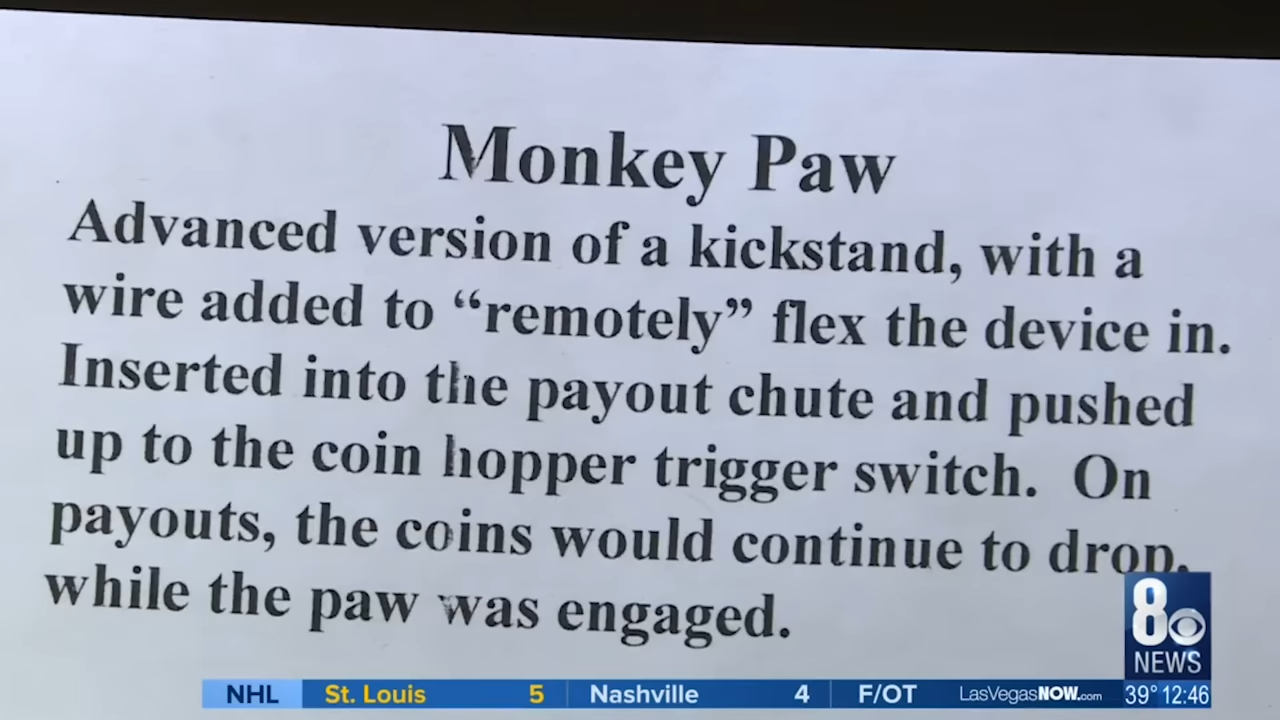 Monkey Paw
Advanced version of a kickstand, with a
wire added to “remotely” flex the device in.
Inserted into the payout chute and pushed
up to the coin hopper trigger switch. On
payouts, the coins would continue to drop,
while the paw was engaged.
8
NEWS
NHL St. Louis 5 Nashville 4 F/OT LasVegasNOW.com 39° 12:46